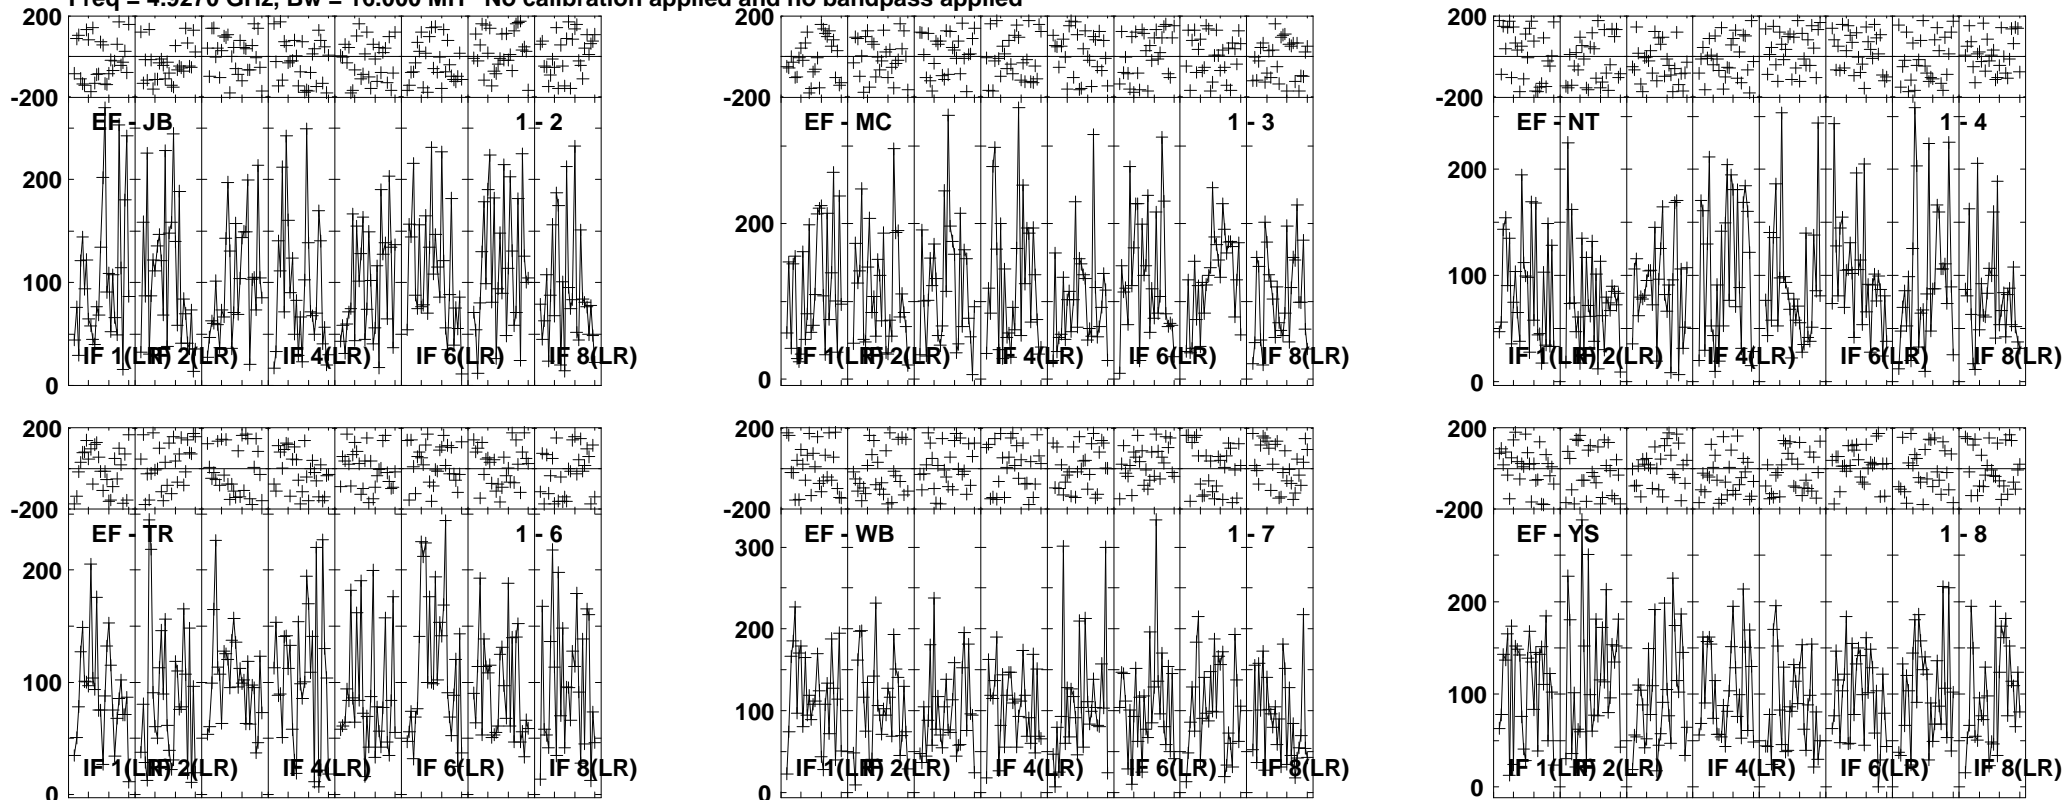 Freq = 4.9270 GHz, Bw = 16.000 MH No calibration applied and no bandpass applied
200
-200
EF - JB 1 - 2
200
100
0
IF 1(LR) IF 2(LR) IF 4(LR) IF 6(LR) IF 8(LR)
200
-200
EF - MC 1 - 3
200
0
IF 1(LR) IF 2(LR) IF 4(LR) IF 6(LR) IF 8(LR)
200
-200
EF - NT 1 - 4
200
100
0
IF 1(LR) IF 2(LR) IF 4(LR) IF 6(LR) IF 8(LR)
200
-200
EF - TR 1 - 6
200
100
0
IF 1(LR) IF 2(LR) IF 4(LR) IF 6(LR) IF 8(LR)
200
-200
EF - WB 1 - 7
300
200
100
0
IF 1(LR) IF 2(LR) IF 4(LR) IF 6(LR) IF 8(LR)
200
-200
EF - YS 1 - 8
200
100
0
IF 1(LR) IF 2(LR) IF 4(LR) IF 6(LR) IF 8(LR)